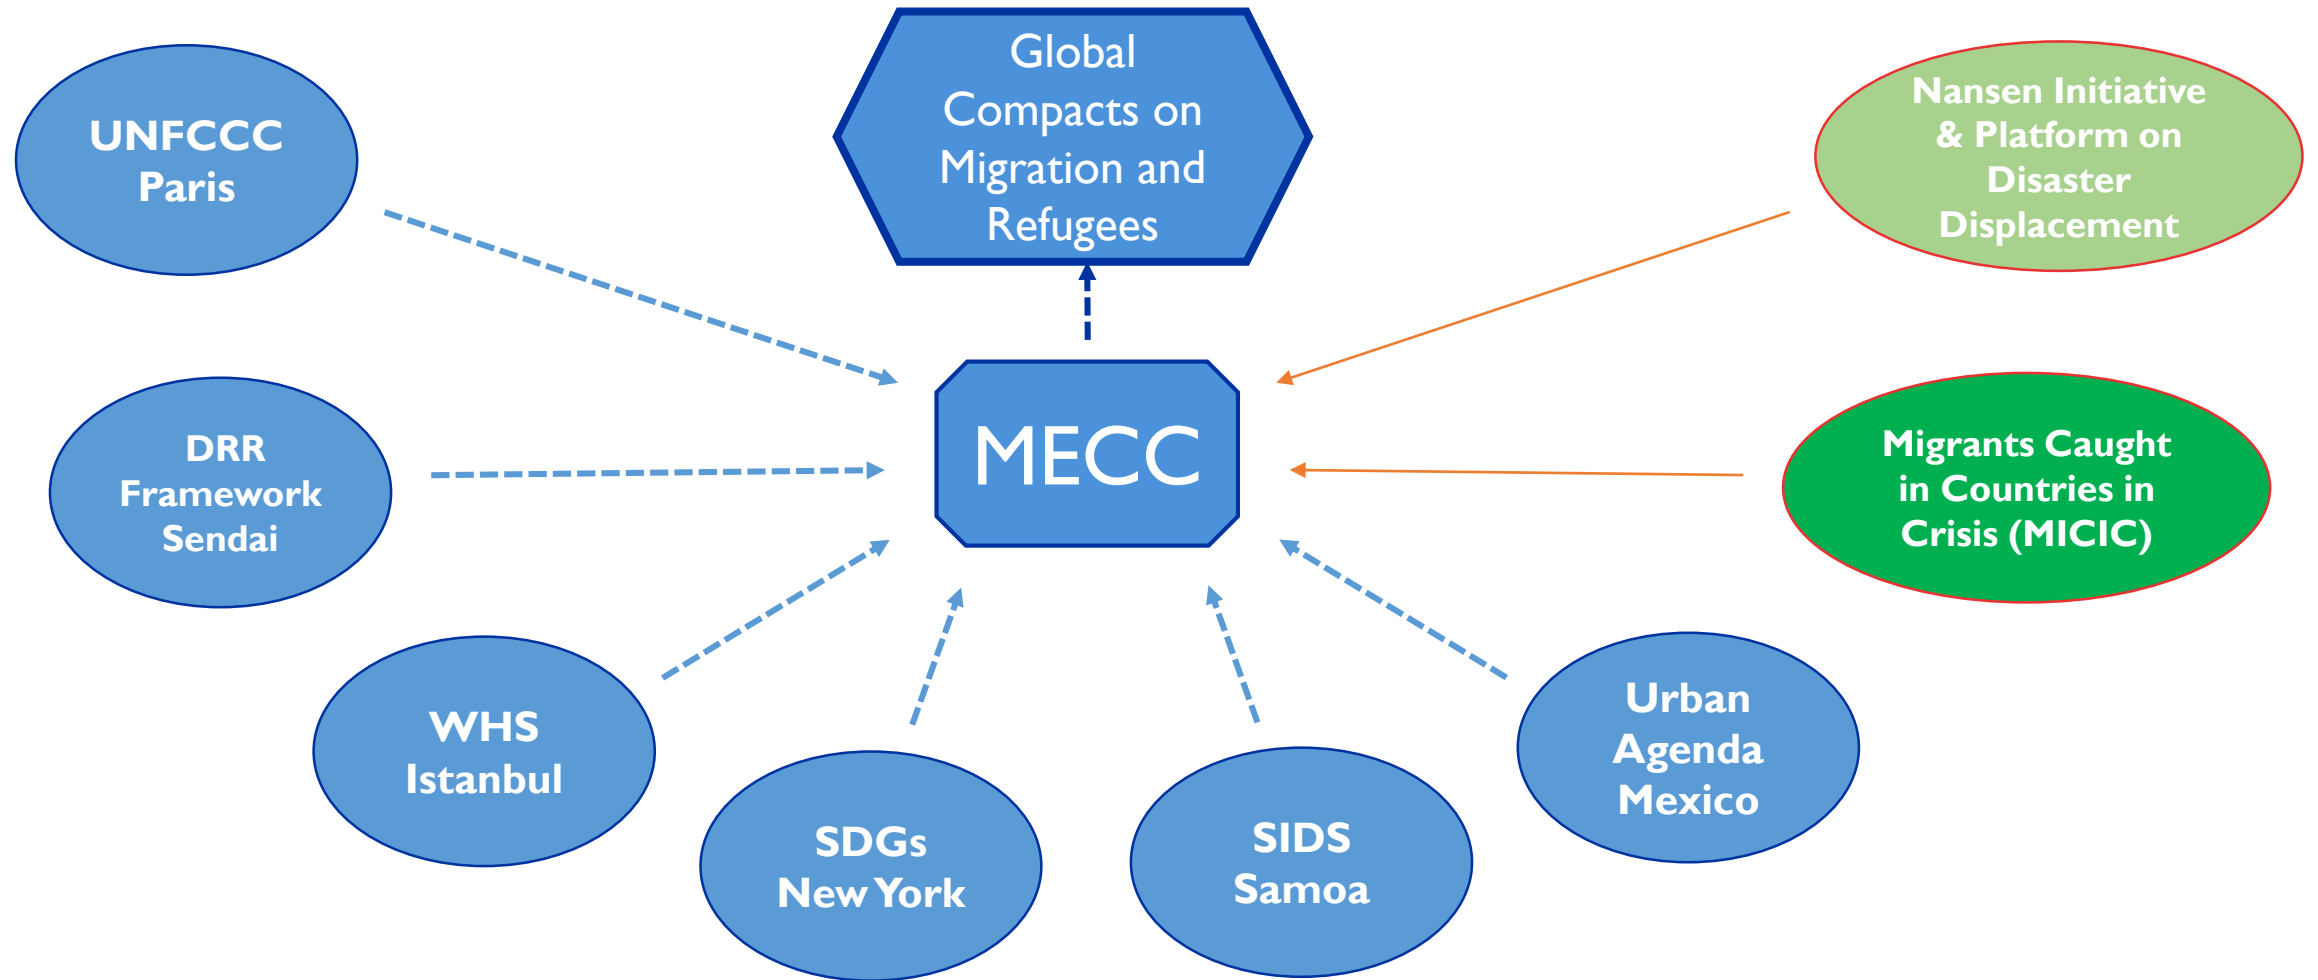 Global
Compacts on
Migration and
Refugees
UNFCCC
Paris
Nansen Initiative
& Platform on
Disaster
Displacement
MECC
DRR
Framework
Sendai
Migrants Caught
in Countries in
Crisis (MICIC)
WHS
Istanbul
SDGs
New York
SIDS
Samoa
Urban
Agenda
Mexico